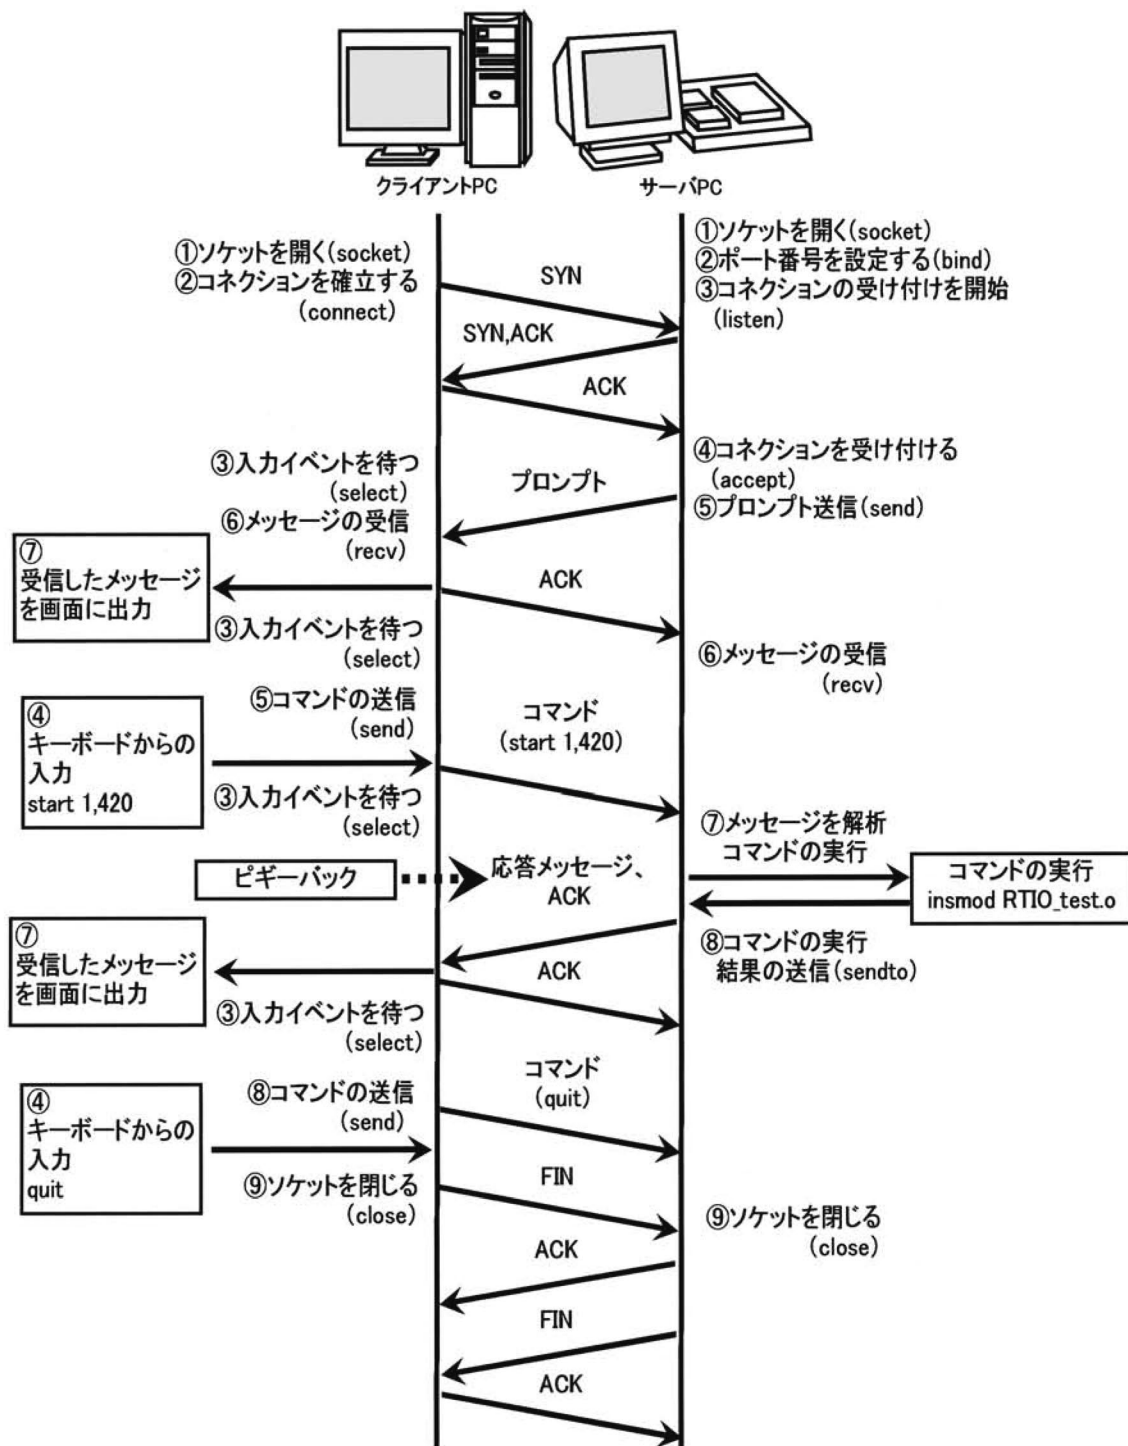 クライアントPC
サーバPC
①ソケットを開く(socket)
②コネクションを確立する
(connect)
①ソケットを開く(socket)
②ポート番号を設定する(bind)
③コネクションの受け付けを開始
(listen)
SYN
SYN,ACK
ACK
③入力イベントを待つ
(select)
⑥メッセージの受信
(recv)
プロンプト
④コネクションを受け付ける
(accept)
⑤プロンプト送信(send)
⑦
受信したメッセージ
を画面に出力
ACK
③入力イベントを待つ
(select)
⑥メッセージの受信
(recv)
④
キーボードからの
入力
start 1,420
⑤コマンドの送信
(send)
コマンド
(start 1,420)
③入力イベントを待つ
(select)
⑦メッセージを解析
コマンドの実行
ピギーバック
応答メッセージ、
ACK
コマンドの実行
insmod RTIO_test.o
⑦
受信したメッセージ
を画面に出力
ACK
⑧コマンドの実行
結果の送信(sendto)
③入力イベントを待つ
(select)
④
キーボードからの
入力
quit
⑧コマンドの送信
(send)
コマンド
(quit)
⑨ソケットを閉じる
(close)
FIN
⑨ソケットを閉じる
(close)
ACK
FIN
ACK